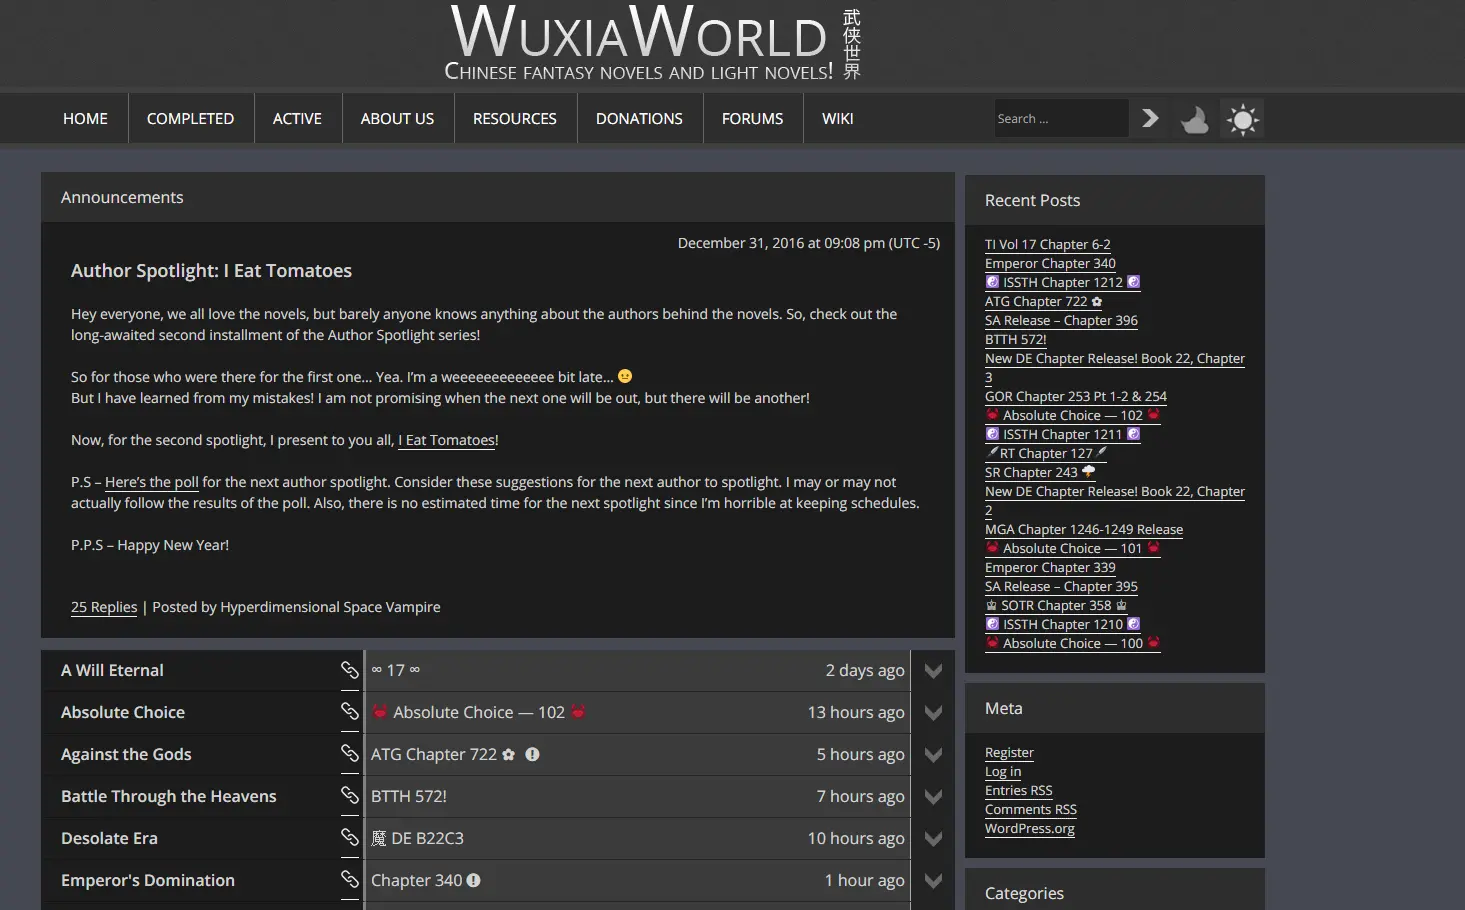 WUXIAWORLD
武侠世界
CHINESE FANTASY NOVELS AND LIGHT NOVELS!
HOME
COMPLETED
ACTIVE
ABOUT US
RESOURCES
DONATIONS
FORUMS
WIKI
Search ...
Announcements
December 31, 2016 at 09:08 pm (UTC -5)
Author Spotlight: I Eat Tomatoes
Hey everyone, we all love the novels, but barely anyone knows anything about the authors behind the novels. So, check out the
long-awaited second installment of the Author Spotlight series!
So for those who were there for the first one… Yea. I'm a weeeeeeeeeeeee bit late… 😐
But I have learned from my mistakes! I am not promising when the next one will be out, but there will be another!
Now, for the second spotlight, I present to you all, I Eat Tomatoes!
P.S – Here's the poll for the next author spotlight. Consider these suggestions for the next author to spotlight. I may or may not
actually follow the results of the poll. Also, there is no estimated time for the next spotlight since I'm horrible at keeping schedules.
P.P.S – Happy New Year!
25 Replies | Posted by Hyperdimensional Space Vampire
A Will Eternal
∞ 17 ∞
2 days ago
Absolute Choice
🦀 Absolute Choice — 102 🦀
13 hours ago
Against the Gods
ATG Chapter 722 ✿
5 hours ago
Battle Through the Heavens
BTTH 572!
7 hours ago
Desolate Era
魔 DE B22C3
10 hours ago
Emperor's Domination
Chapter 340
1 hour ago
Recent Posts
TI Vol 17 Chapter 6-2
Emperor Chapter 340
☯ ISSTH Chapter 1212 ☯
ATG Chapter 722 ✿
SA Release – Chapter 396
BTTH 572!
New DE Chapter Release! Book 22, Chapter
3
GOR Chapter 253 Pt 1-2 & 254
🦀 Absolute Choice — 102 🦀
☯ ISSTH Chapter 1211 ☯
RT Chapter 127
SR Chapter 243 🌩
New DE Chapter Release! Book 22, Chapter
2
MGA Chapter 1246-1249 Release
🦀 Absolute Choice — 101 🦀
Emperor Chapter 339
SA Release – Chapter 395
♕ SOTR Chapter 358 ♕
☯ ISSTH Chapter 1210 ☯
🦀 Absolute Choice — 100 🦀
Meta
Register
Log in
Entries RSS
Comments RSS
WordPress.org
Categories